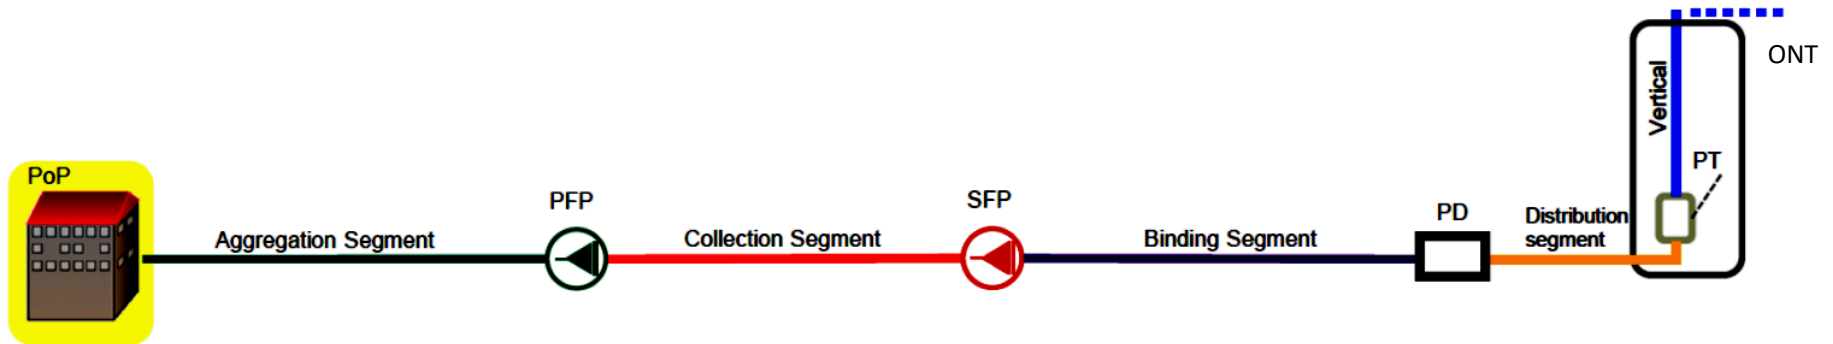 ONT
Vertical
PT
PoP
PFP
SFP
PD
Distribution
segment
Aggregation Segment
Collection Segment
Binding Segment